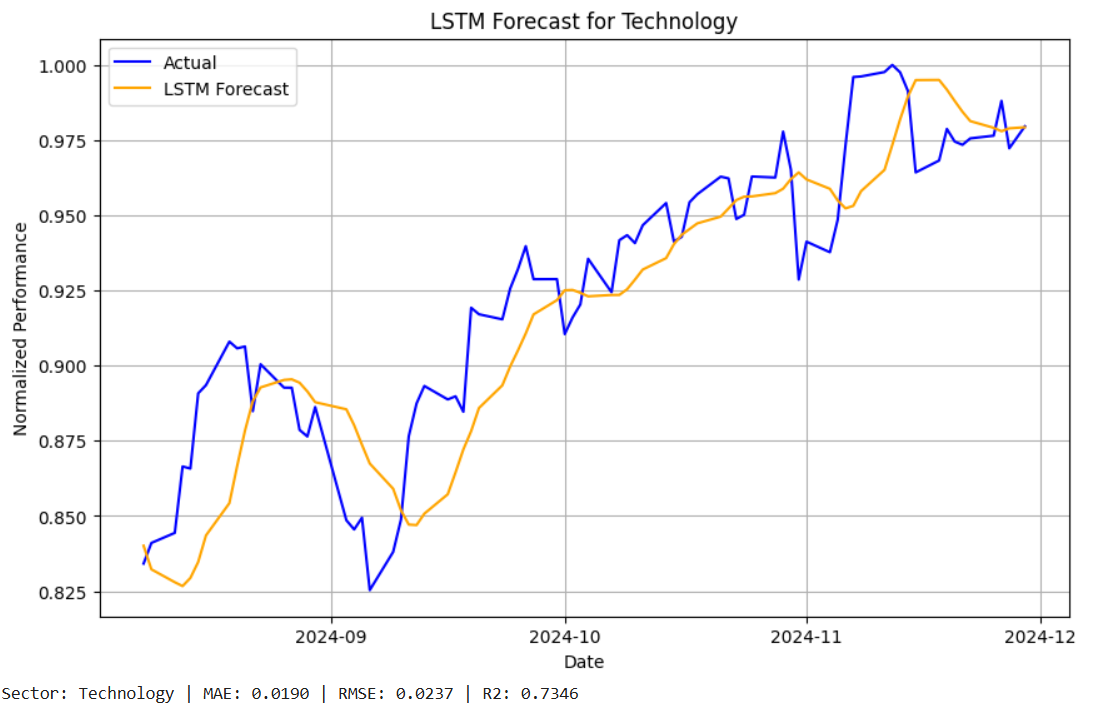 LSTM Forecast for Technology
Actual
LSTM Forecast
1.000
0.975
0.950
0.925
0.900
0.875
0.850
0.825
Normalized Performance
2024-09 2024-10 2024-11 2024-12
Date
Sector: Technology | MAE: 0.0190 | RMSE: 0.0237 | R2: 0.7346